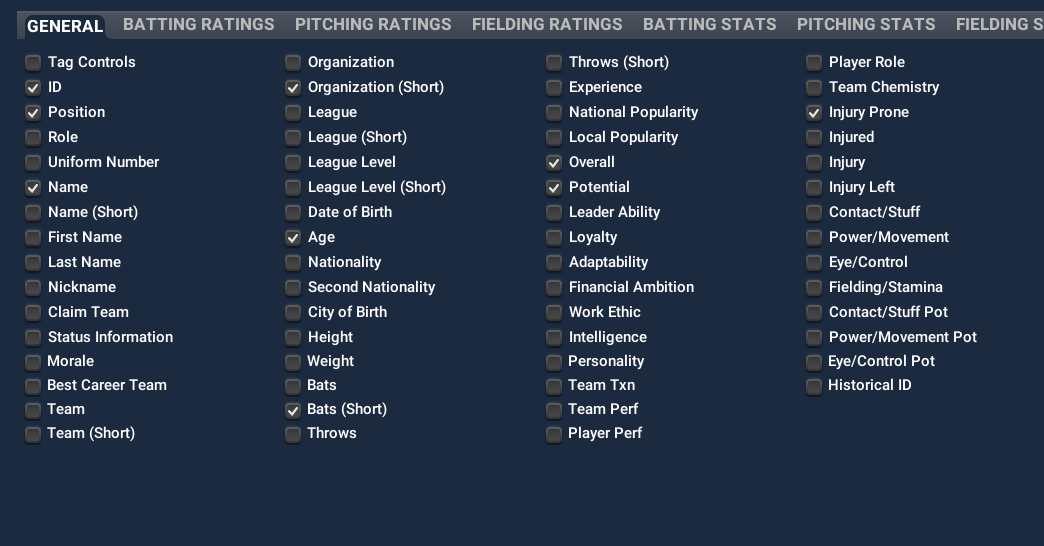 GENERAL BATTING RATINGS PITCHING RATINGS FIELDING RATINGS BATTING STATS PITCHING STATS FIELDING S
Tag Controls
ID
Position
Role
Uniform Number
Name
Name (Short)
First Name
Last Name
Nickname
Claim Team
Status Information
Morale
Best Career Team
Team
Team (Short)
Organization
Organization (Short)
League
League (Short)
League Level
League Level (Short)
Date of Birth
Age
Nationality
Second Nationality
City of Birth
Height
Weight
Bats
Bats (Short)
Throws
Throws (Short)
Experience
National Popularity
Local Popularity
Overall
Potential
Leader Ability
Loyalty
Adaptability
Financial Ambition
Work Ethic
Intelligence
Personality
Team Txn
Team Perf
Player Perf
Player Role
Team Chemistry
Injury Prone
Injured
Injury
Injury Left
Contact/Stuff
Power/Movement
Eye/Control
Fielding/Stamina
Contact/Stuff Pot
Power/Movement Pot
Eye/Control Pot
Historical ID